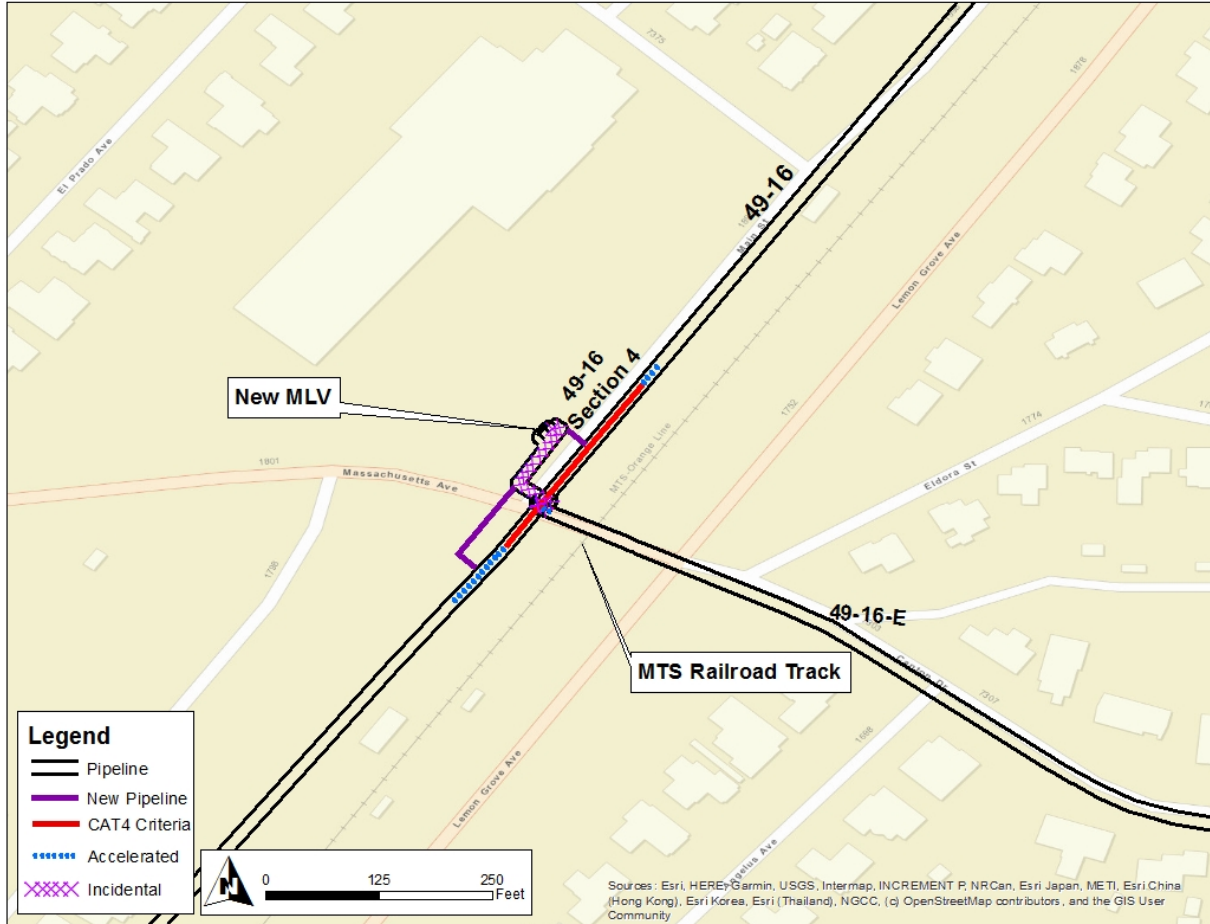 7375
1876
El Prado Ave
49-16
Main St
Lemon Grove Ave
49-16
Section 4
New MLV
1752
1774
MTS-Orange Line
Eldora St
1801
Massachusetts Ave
1798
49-16-E
Canton Dr
MTS Railroad Track
7307
1698
Lemon Grove Ave
Legend
Pipeline
New Pipeline
CAT4 Criteria
Accelerated
Incidental
N
0 125 250
Feet
Sources: Esri, HERE, Garmin, USGS, Intermap, INCREMENT P, NRCan, Esri Japan, METI, Esri China
(Hong Kong), Esri Korea, Esri (Thailand), NGCC, (c) OpenStreetMap contributors, and the GIS User
Community